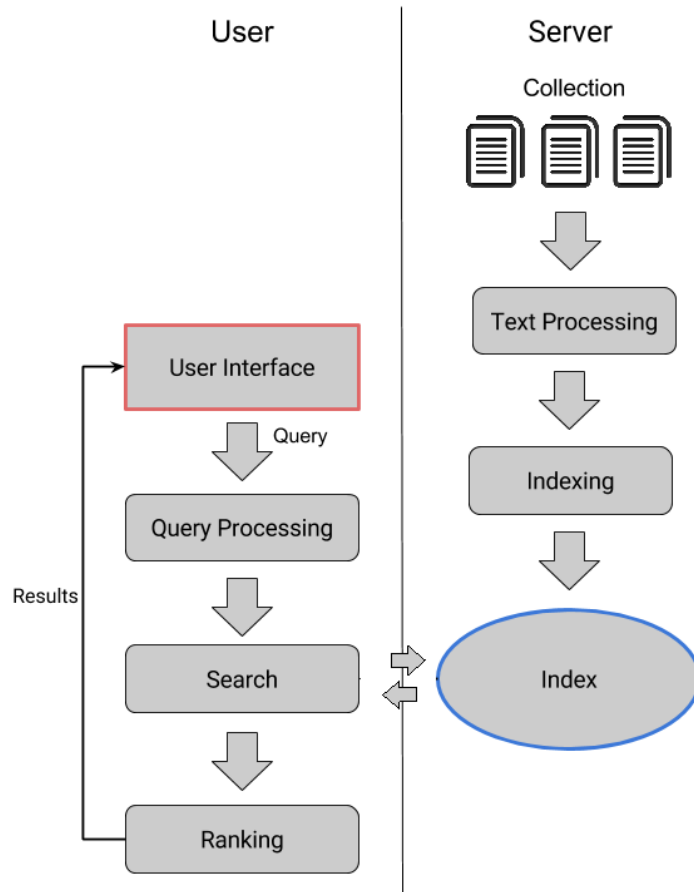 User
Server
Collection
Text Processing
User Interface
Query
Indexing
Query Processing
Results
Search
Index
Ranking